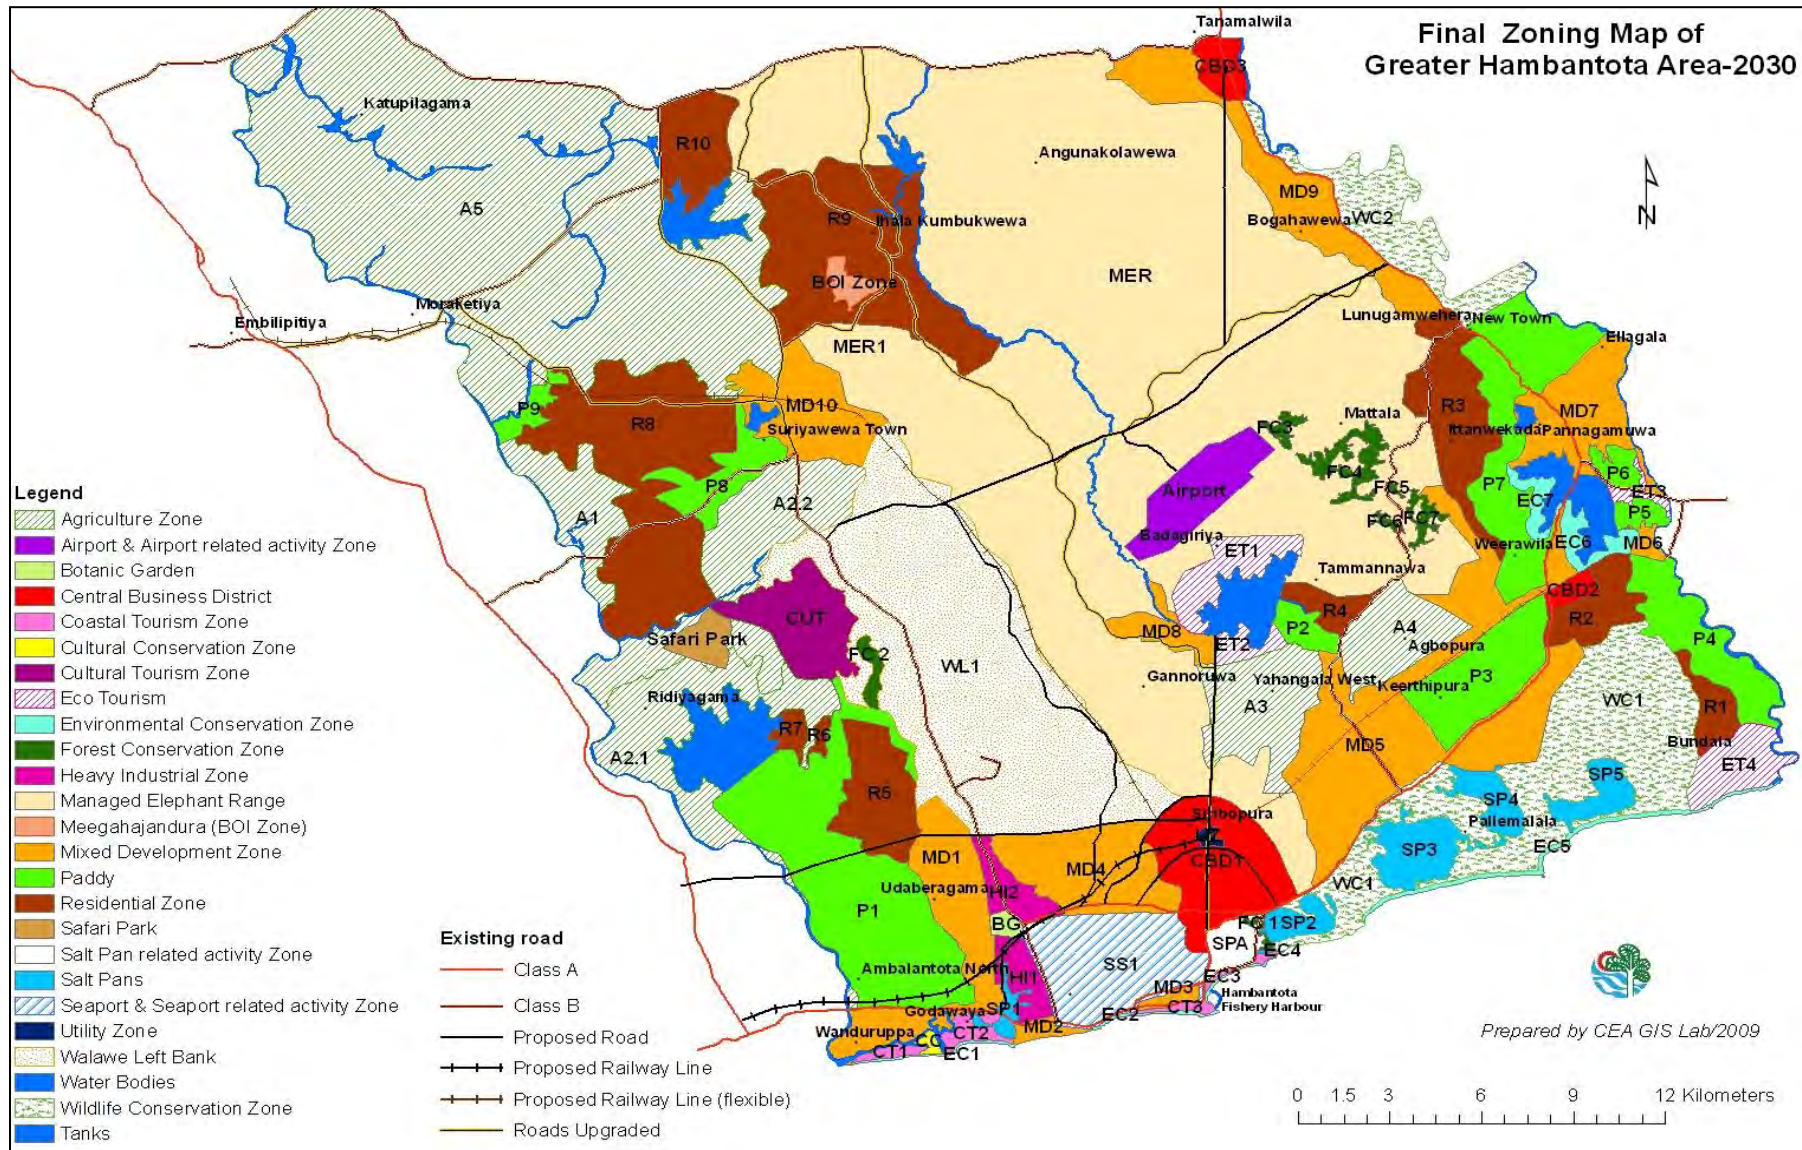 Final Zoning Map of
Greater Hambantota Area-2030
Tanamalwila
CBD3
Katupilagama
R10
Angunakolawewa
A5
R9
Ihala Kumbukwewa
MD9
Bogahawewa
WC2
N
BOI Zone
MER
Moraketiya
Embilipitiya
MER1
Lunugamwehera
New Town
Ellagala
P9
R8
MD10
Suriyawewa Town
Mattala
R3
MD7
Ittanwekada
Pannagamuwa
FC3
FC4
P8
A2.2
A1
Airport
FC5
FC6
FC7
P7
EC7
P6
ET3
P5
Badagiriya
ET1
Weerawila
EC6
MD6
Tammannawa
CBD2
Safari Park
CUT
FC 2
WL1
MD8
ET2
P2
R4
A4
Agbopura
R2
P4
Gannoruwa
Yahangala West
Keerthipura
P3
Ridiyagama
A3
WC1
R1
R7
R6
MD5
Bundala
A2.1
ET4
R5
SP5
SP4
Siribopura
Pallemalala
UZ
CBD1
SP3
EC5
MD1
MD4
Udaberagama
HI2
WC1
P1
BG
FC 1
SP2
SPA
EC4
Ambalantota North
HI1
SS1
EC3
MD3
Hambantota
Fishery Harbour
Godawaya
SP1
EC2
CT3
Wanduruppa
CC
CT2
MD2
CT1
EC1
Legend
Agriculture Zone
Airport & Airport related activity Zone
Botanic Garden
Central Business District
Coastal Tourism Zone
Cultural Conservation Zone
Cultural Tourism Zone
Eco Tourism
Environmental Conservation Zone
Forest Conservation Zone
Heavy Industrial Zone
Managed Elephant Range
Meegahajandura (BOI Zone)
Mixed Development Zone
Paddy
Residential Zone
Safari Park
Salt Pan related activity Zone
Salt Pans
Seaport & Seaport related activity Zone
Utility Zone
Walawe Left Bank
Water Bodies
Wildlife Conservation Zone
Tanks
Existing road
Class A
Class B
Proposed Road
Proposed Railway Line
Proposed Railway Line (flexible)
Roads Upgraded
Prepared by CEA GIS Lab/2009
0 1.5 3 6 9 12 Kilometers